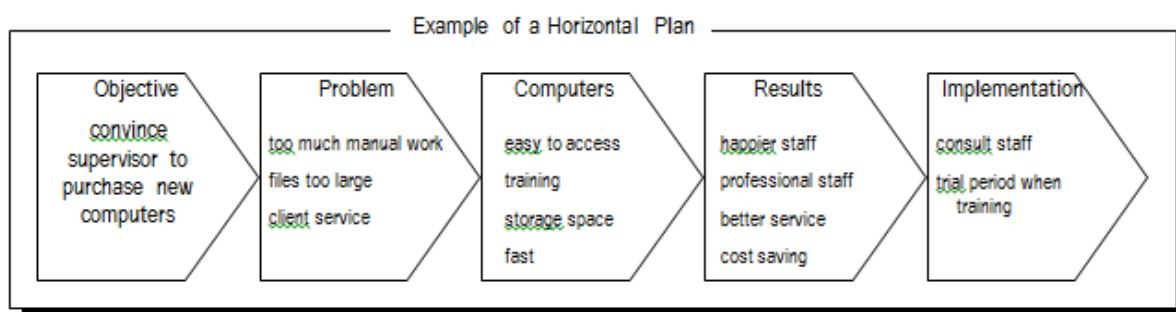 Example of a Horizontal Plan
Objective
convince
supervisor to
purchase new
computers
Problem
too much manual work
files too large
client service
Computers
easy to access
training
storage space
fast
Results
happier staff
professional staff
better service
cost saving
Implementation
consult staff
trial period when
training